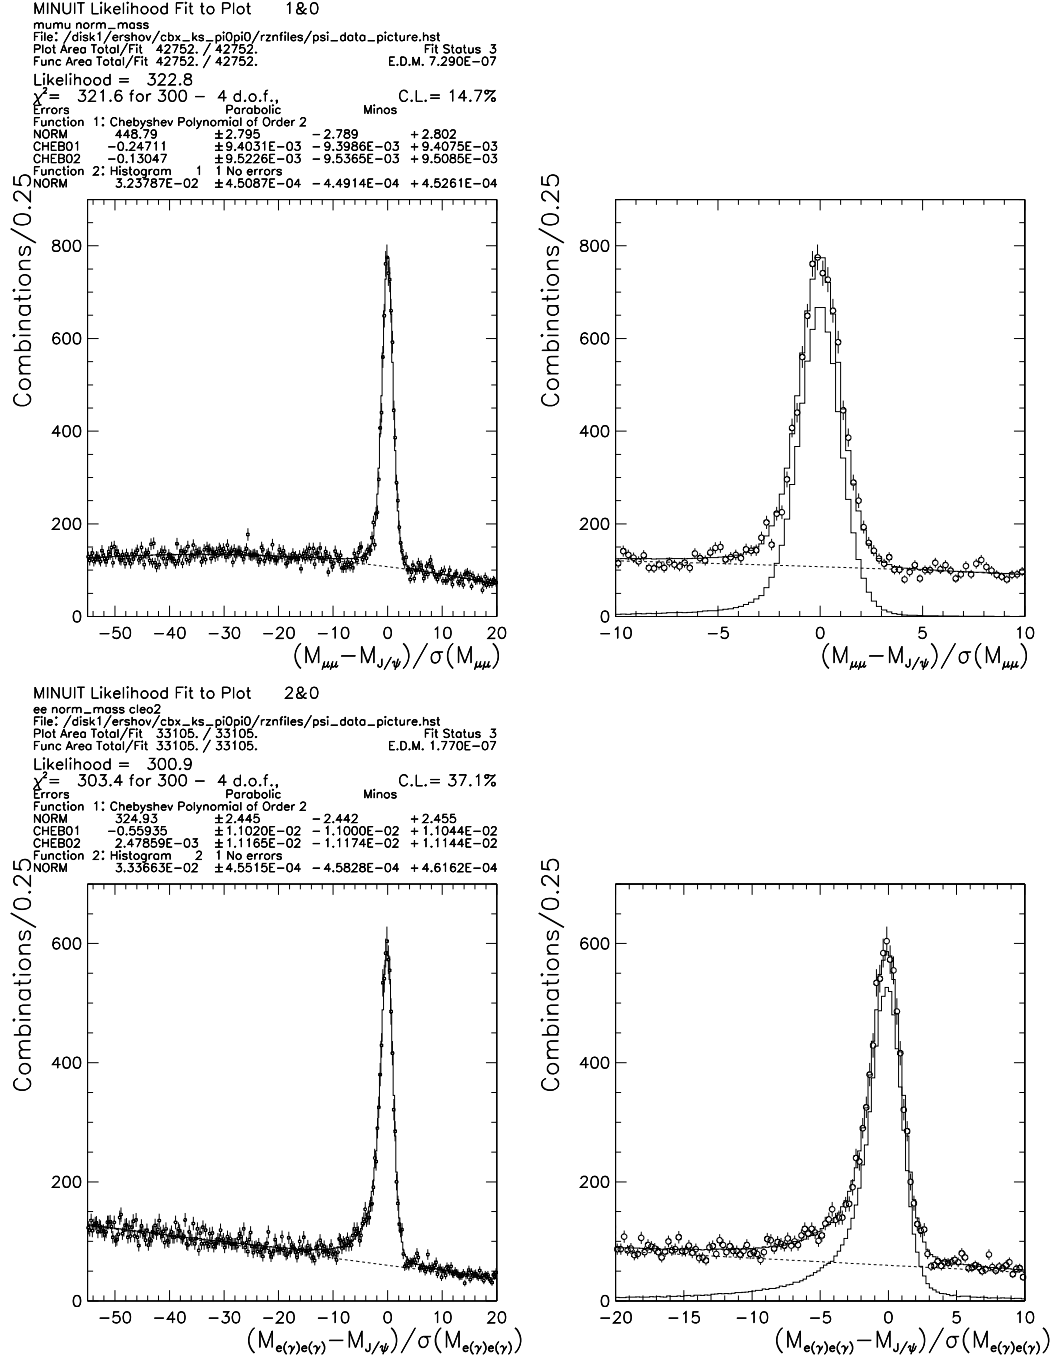 MINUIT Likelihood Fit to Plot 1&0
mumu norm_mass
File: /disk1/ershov/cbx_ks_pi0pi0/rznfiles/psi_data_picture.hst
Plot Area Total/Fit 42752. / 42752. Fit Status 3
Func Area Total/Fit 42752. / 42752. E.D.M. 7.290E-07
Likelihood = 322.8
χ²= 321.6 for 300 - 4 d.o.f., C.L.= 14.7%
Errors Parabolic Minos
Function 1: Chebyshev Polynomial of Order 2
NORM 448.79 ± 2.795 - 2.789 + 2.802
CHEB01 -0.24711 ± 9.4031E-03 - 9.3986E-03 + 9.4075E-03
CHEB02 -0.13047 ± 9.5226E-03 - 9.5365E-03 + 9.5085E-03
Function 2: Histogram 1 1 No errors
NORM 3.23787E-02 ± 4.5087E-04 - 4.4914E-04 + 4.5261E-04
Combinations/0.25
800
600
400
200
0
-50 -40 -30 -20 -10 0 10 20
(Mμμ-MJ/ψ)/σ(Mμμ)
Combinations/0.25
800
600
400
200
0
-10 -5 0 5 10
(Mμμ-MJ/ψ)/σ(Mμμ)
MINUIT Likelihood Fit to Plot 2&0
ee norm_mass cleo2
File: /disk1/ershov/cbx_ks_pi0pi0/rznfiles/psi_data_picture.hst
Plot Area Total/Fit 33105. / 33105. Fit Status 3
Func Area Total/Fit 33105. / 33105. E.D.M. 1.770E-07
Likelihood = 300.9
χ²= 303.4 for 300 - 4 d.o.f., C.L.= 37.1%
Errors Parabolic Minos
Function 1: Chebyshev Polynomial of Order 2
NORM 324.93 ± 2.445 - 2.442 + 2.455
CHEB01 -0.55935 ± 1.1020E-02 - 1.1000E-02 + 1.1044E-02
CHEB02 2.47859E-03 ± 1.1165E-02 - 1.1174E-02 + 1.1144E-02
Function 2: Histogram 2 1 No errors
NORM 3.33663E-02 ± 4.5515E-04 - 4.5828E-04 + 4.6162E-04
Combinations/0.25
600
400
200
0
-50 -40 -30 -20 -10 0 10 20
(Me(γ)e(γ)-MJ/ψ)/σ(Me(γ)e(γ))
Combinations/0.25
600
400
200
0
-20 -15 -10 -5 0 5 10
(Me(γ)e(γ)-MJ/ψ)/σ(Me(γ)e(γ))